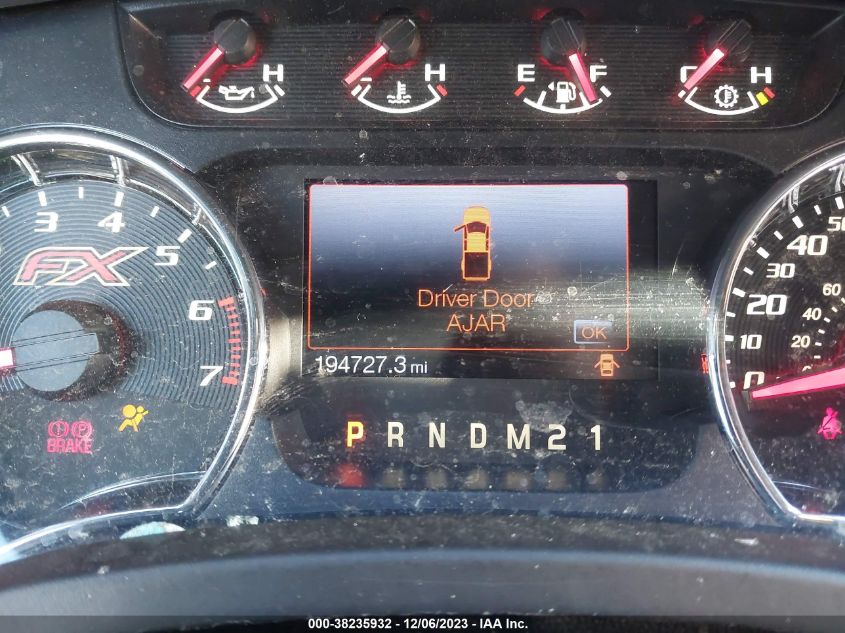 H H E F C H
3 4 5 6 7
FX
Driver Door
AJAR
OK
194727.3 mi
BRAKE
P R N D M 2 1
50
40
30
20
10
0
60
40
20
000-38235932 - 12/06/2023 - IAA Inc.